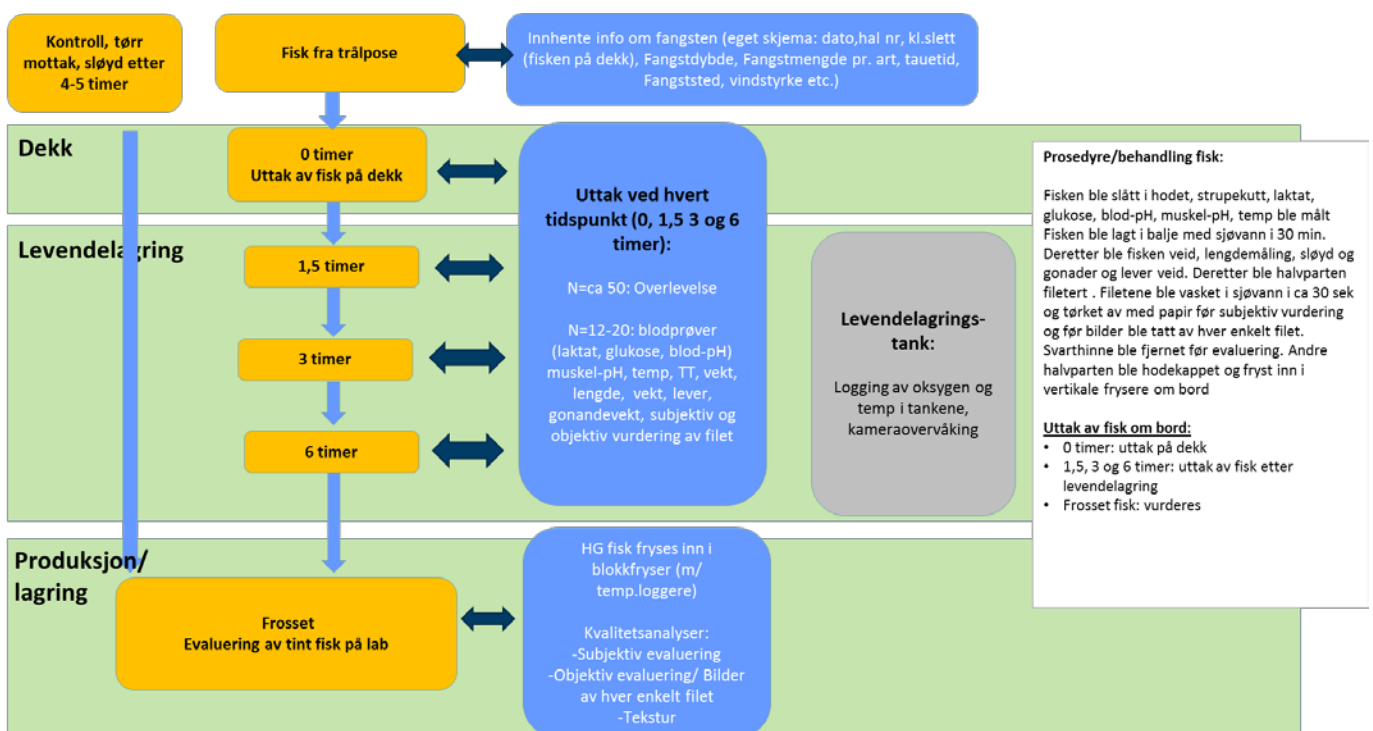 Kontroll, tørr
mottak, sløyd etter
4-5 timer
Fisk fra trålpose
Innhente info om fangsten (eget skjema: dato,hal nr, kl.slett
(fisken på dekk), Fangstdybde, Fangstmengde pr. art, tauetid,
Fangststed, vindstyrke etc.)
Dekk
0 timer
Uttak av fisk på dekk
Levendelagring
1,5 timer
3 timer
6 timer
Uttak ved hvert
tidspunkt (0, 1,5 3 og 6
timer):
N=ca 50: Overlevelse
N=12-20: blodprøver
(laktat, glukose, blod-pH)
muskel-pH, temp, TT, vekt,
lengde, vekt, lever,
gonandevekt, subjektiv og
objektiv vurdering av filet
Levendelagrings-
tank:
Logging av oksygen og
temp i tankene,
kameraovervåking
Prosedyre/behandling fisk:
Fisken ble slått i hodet, strupekutt, laktat,
glukose, blod-pH, muskel-pH, temp ble målt
Fisken ble lagt i balje med sjøvann i 30 min.
Deretter ble fisken veid, lengdemåling, sløyd og
gonader og lever veid. Deretter ble halvparten
filetert . Filetene ble vasket i sjøvann i ca 30 sek
og tørket av med papir før subjektiv vurdering
og før bilder ble tatt av hver enkelt filet.
Svarthinne ble fjernet før evaluering. Andre
halvparten ble hodekappet og fryst inn i
vertikale frysere om bord
Uttak av fisk om bord:
• 0 timer: uttak på dekk
• 1,5, 3 og 6 timer: uttak av fisk etter
levendelagring
• Frosset fisk: vurderes
Produksjon/
lagring
Frosset
Evaluering av tint fisk på lab
HG fisk fryses inn i
blokkfryser (m/
temp.loggere)
Kvalitetsanalyser:
-Subjektiv evaluering
-Objektiv evaluering/ Bilder
av hver enkelt filet
-Tekstur